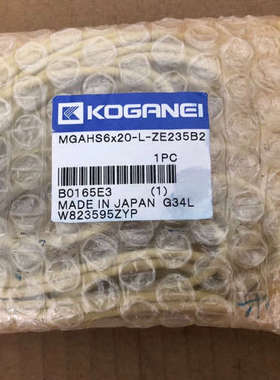 KOGANEI
MGAHS6x20-L-ZE235B2
1PC
B0165E3 (1)
MADE IN JAPAN G34L
W823595ZYP